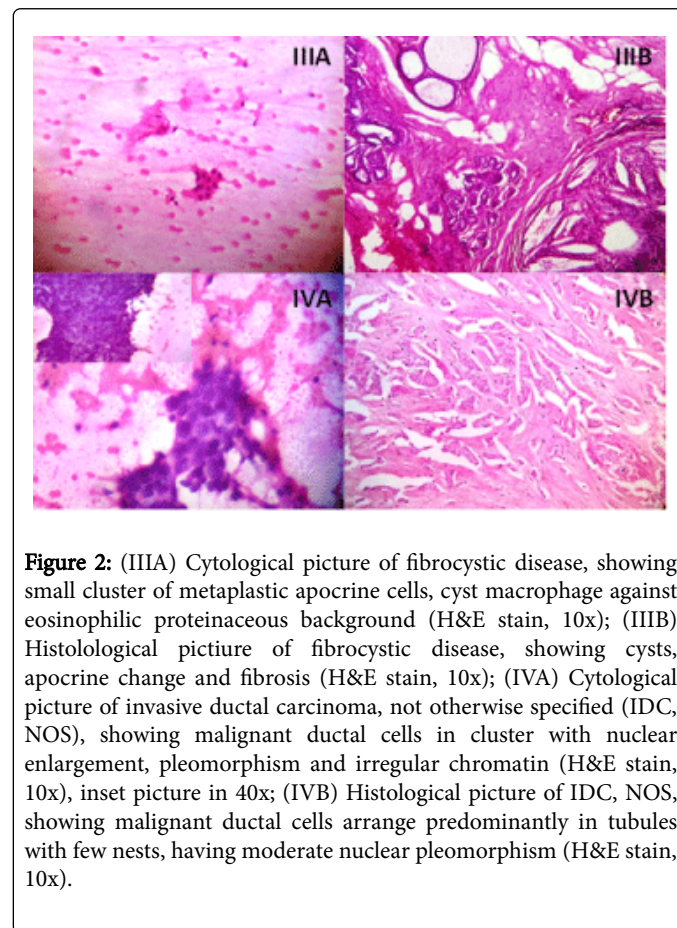 IIIA
IIIB
IVA
IVB
Figure 2: (IIIA) Cytological picture of fibrocystic disease, showing
small cluster of metaplastic apocrine cells, cyst macrophage against
eosinophilic proteinaceous background (H&E stain, 10x); (IIIB)
Histolological pictiure of fibrocystic disease, showing cysts,
apocrine change and fibrosis (H&E stain, 10x); (IVA) Cytological
picture of invasive ductal carcinoma, not otherwise specified (IDC,
NOS), showing malignant ductal cells in cluster with nuclear
enlargement, pleomorphism and irregular chromatin (H&E stain,
10x), inset picture in 40x; (IVB) Histological picture of IDC, NOS,
showing malignant ductal cells arrange predominantly in tubules
with few nests, having moderate nuclear pleomorphism (H&E stain,
10x).